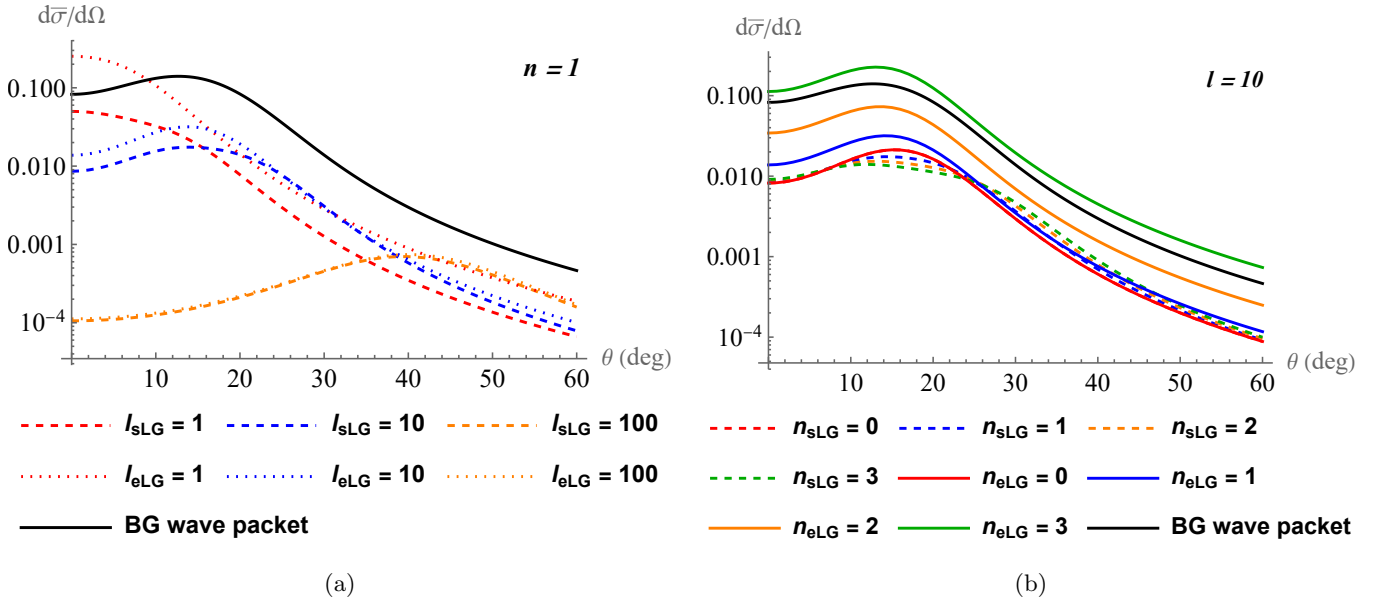 dσ̅/dΩ
n = 1
0.100
0.010
0.001
10⁻⁴
10 20 30 40 50 60
θ (deg)
l_sLG = 1 l_sLG = 10 l_sLG = 100
l_eLG = 1 l_eLG = 10 l_eLG = 100
BG wave packet
(a)
dσ̅/dΩ
l = 10
0.100
0.010
0.001
10⁻⁴
10 20 30 40 50 60
θ (deg)
n_sLG = 0 n_sLG = 1 n_sLG = 2
n_sLG = 3 n_eLG = 0 n_eLG = 1
n_eLG = 2 n_eLG = 3 BG wave packet
(b)